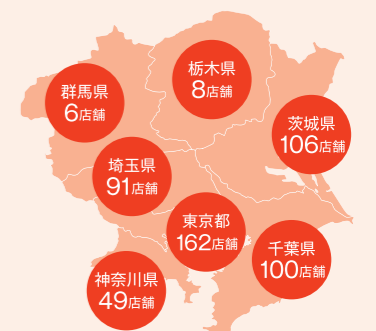 栃木県
8店舗
群馬県
6店舗
茨城県
106店舗
埼玉県
91店舗
東京都
162店舗
千葉県
100店舗
神奈川県
49店舗